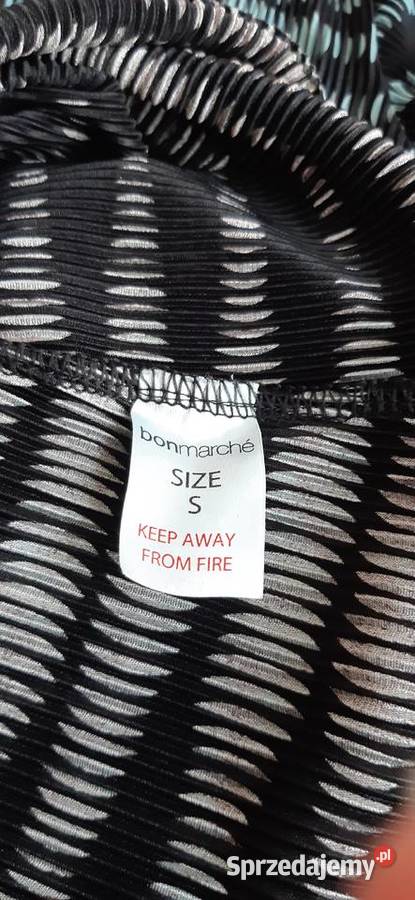 bonmarché
SIZE
S
KEEP AWAY
FROM FIRE
Sprzedajemy.pl